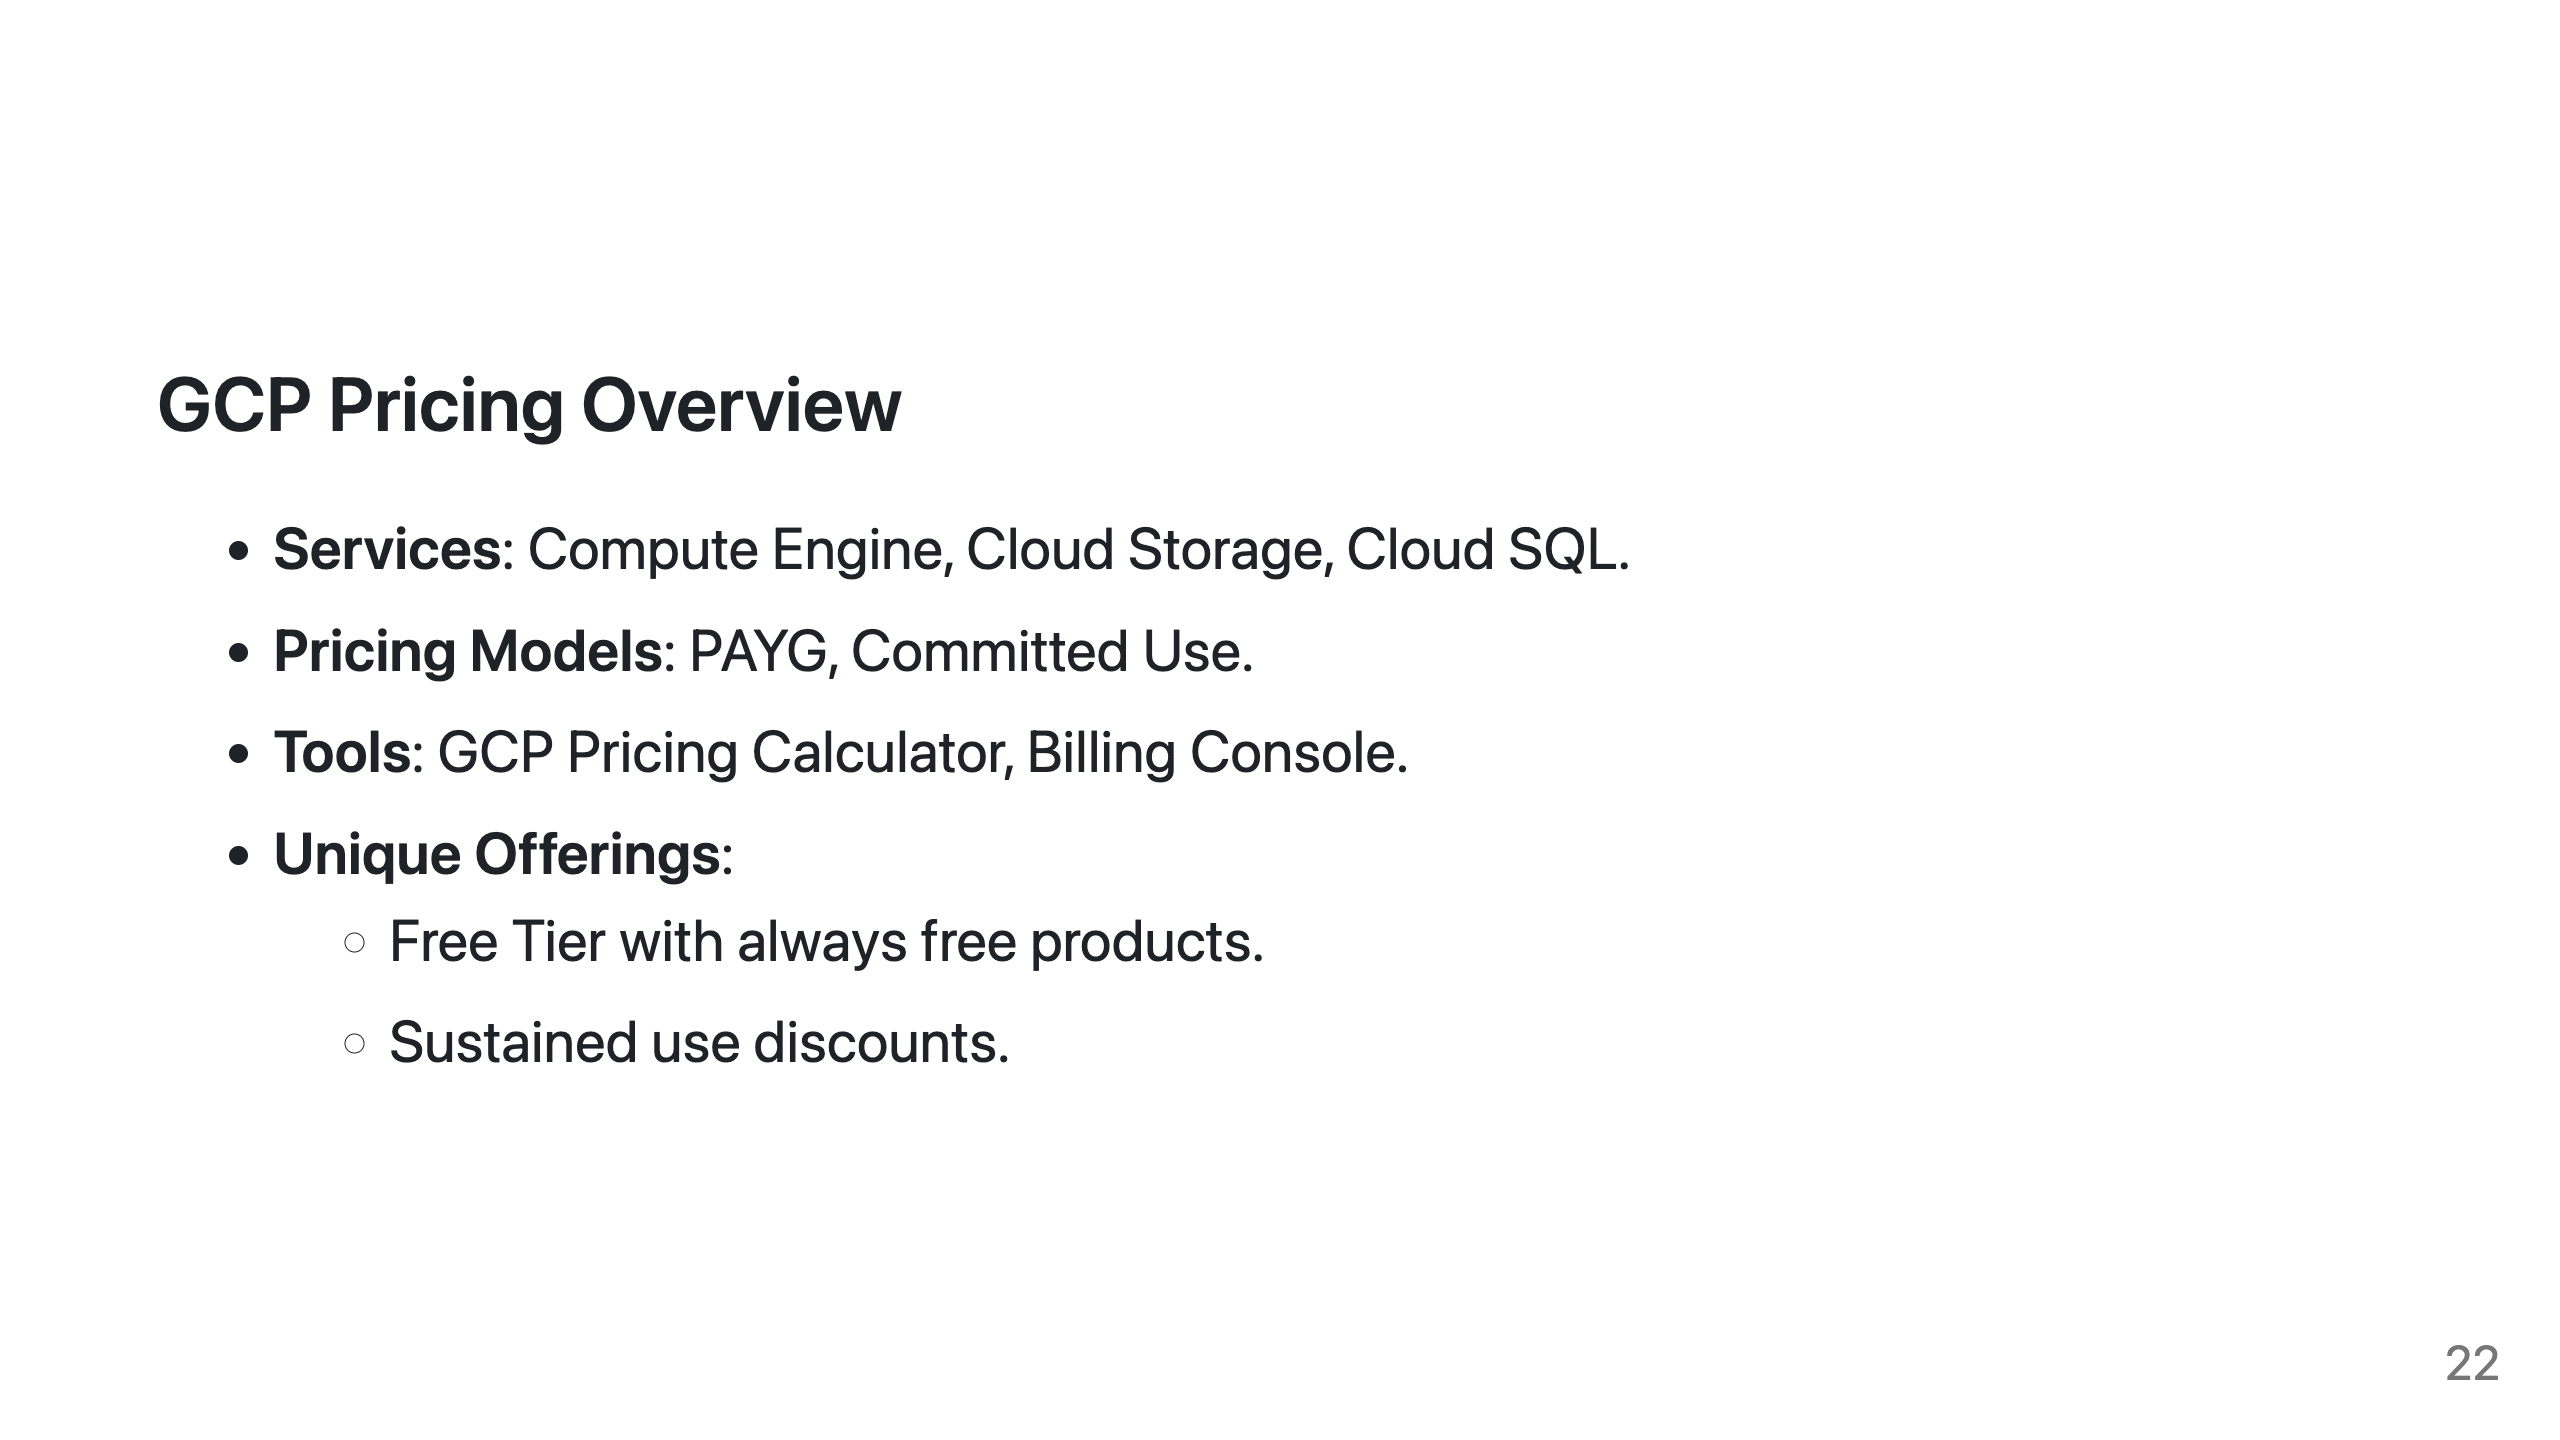 GCP Pricing Overview
Services: Compute Engine, Cloud Storage, Cloud SQL.
Pricing Models: PAYG, Committed Use.
Tools: GCP Pricing Calculator, Billing Console.
Unique Offerings:
Free Tier with always free products.
Sustained use discounts.
22